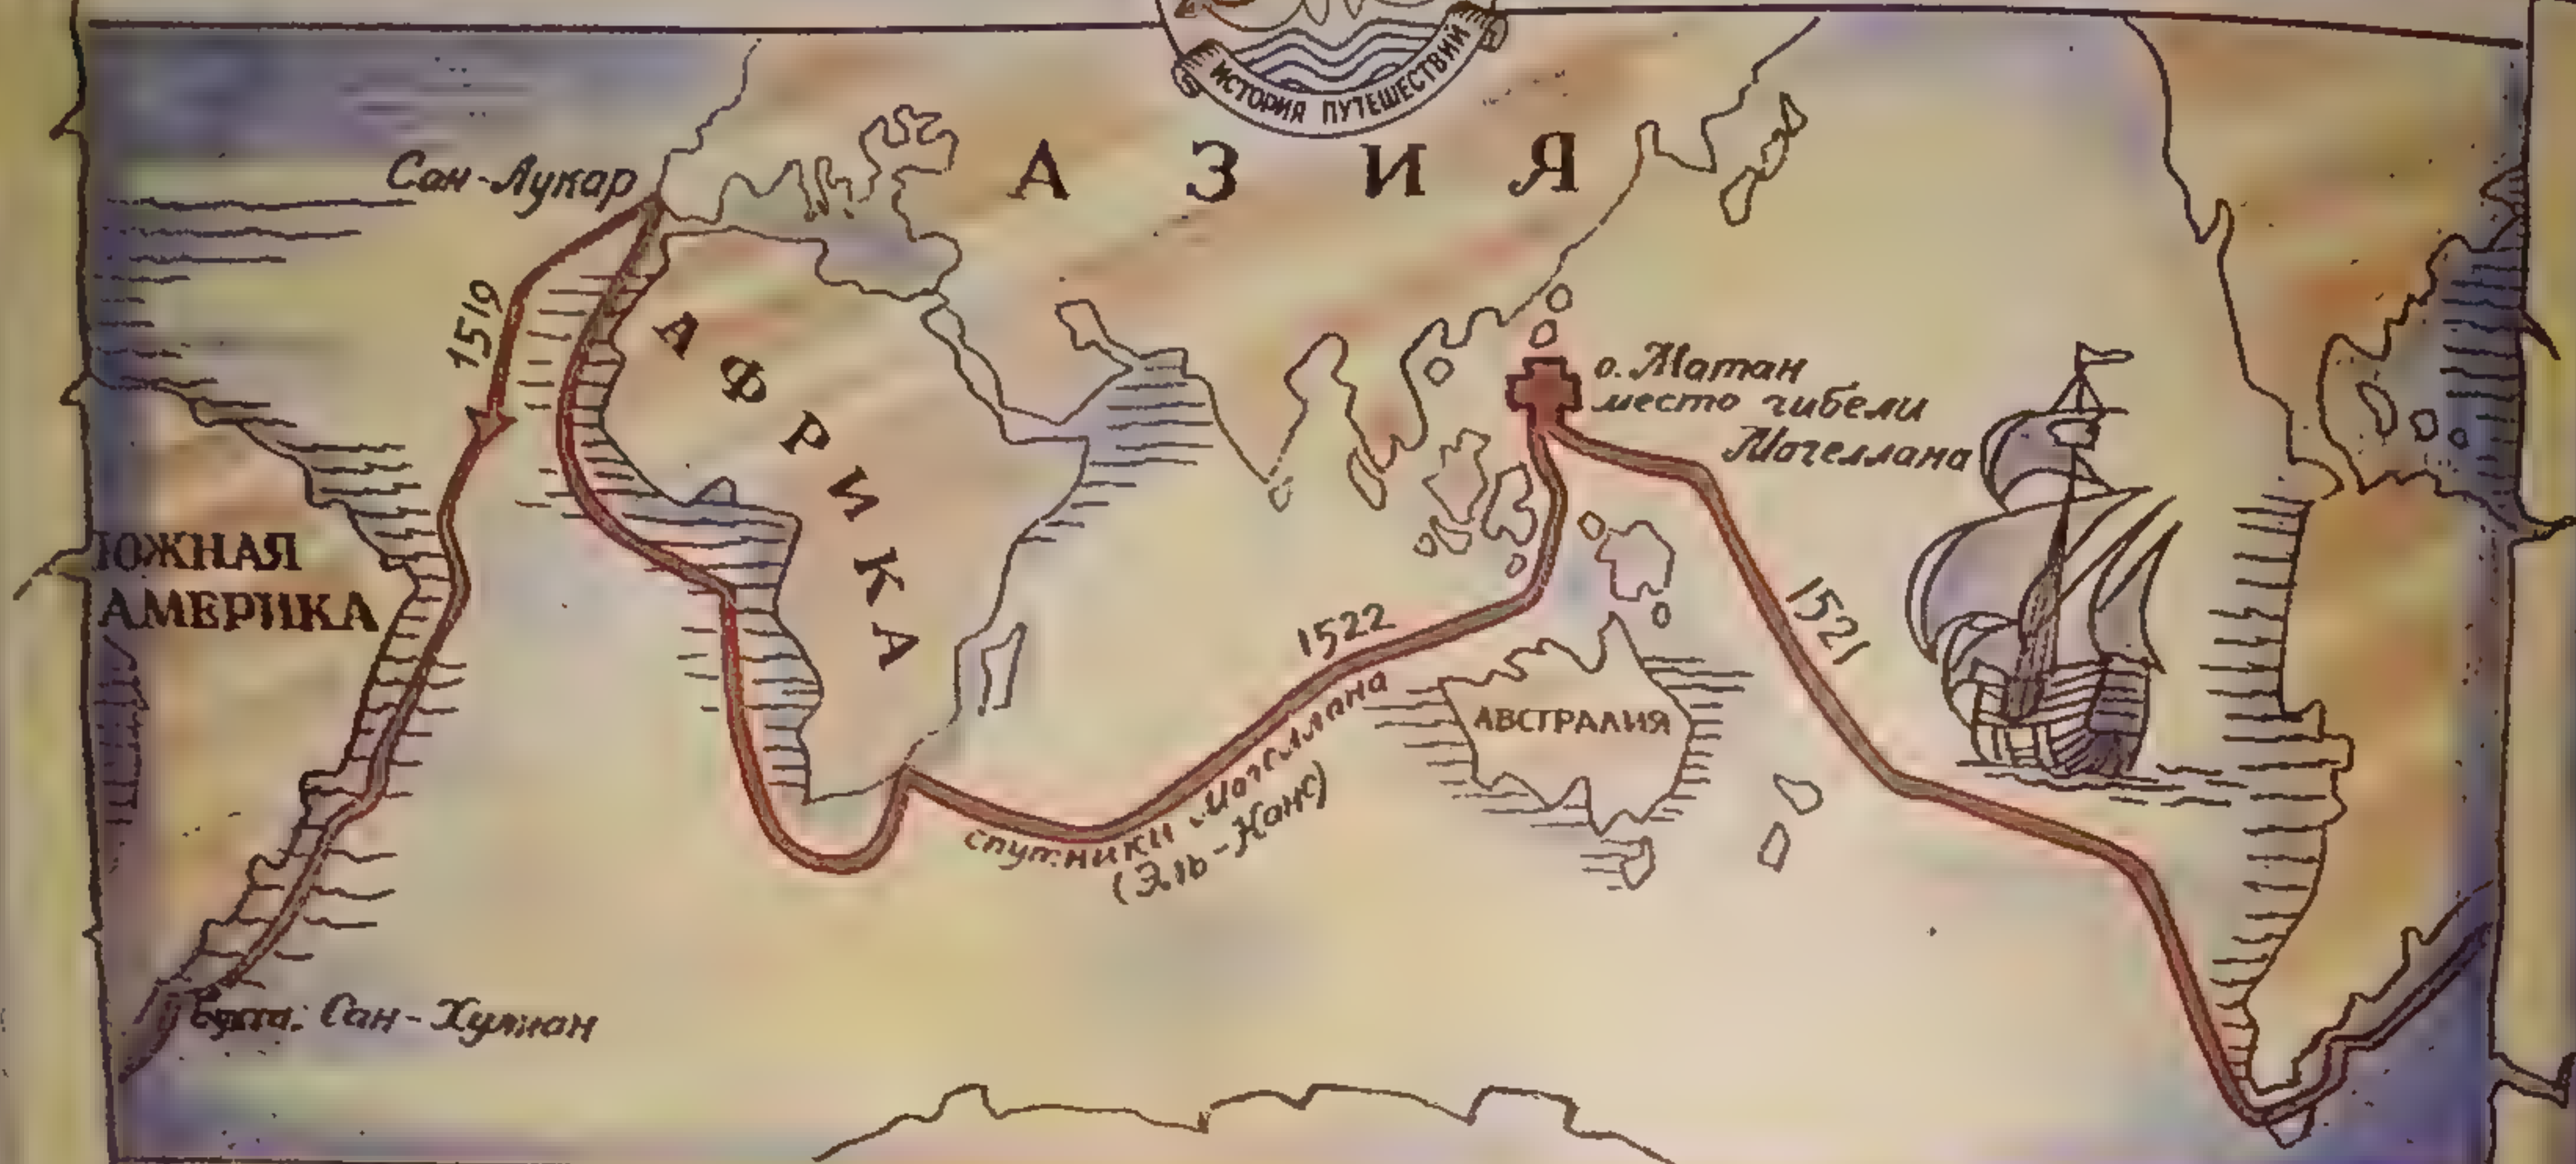 ИСТОРИЯ ПУТЕШЕСТВИЙ
АЗИЯ
Сан-Лукар
1519
АФРИКА
о. Матан
место гибели
Магеллана
ЮЖНАЯ
АМЕРИКА
1521
1522
АВСТРАЛИЯ
спутники Магеллана
(Эль-Кано)
бухта Сан-Хулиан